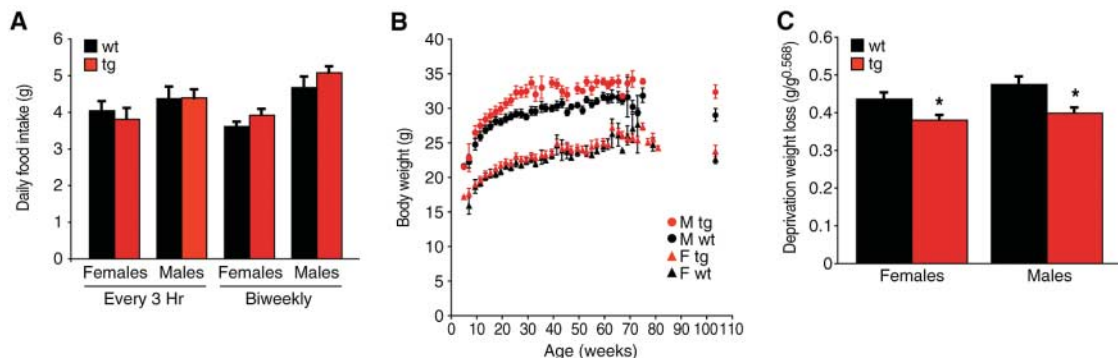 A
wt
tg
Daily food intake (g)
6
5
4
3
2
1
0
Females Males Females Males
Every 3 Hr Biweekly
B
Body weight (g)
40
35
30
25
20
15
10
5
0
M tg
M wt
F tg
F wt
0 10 20 30 40 50 60 70 80 90 100 110
Age (weeks)
C
wt
tg
Deprivation weight loss (g/g0.568)
0.6
0.5
0.4
0.3
0.2
0.1
0
* *
Females Males